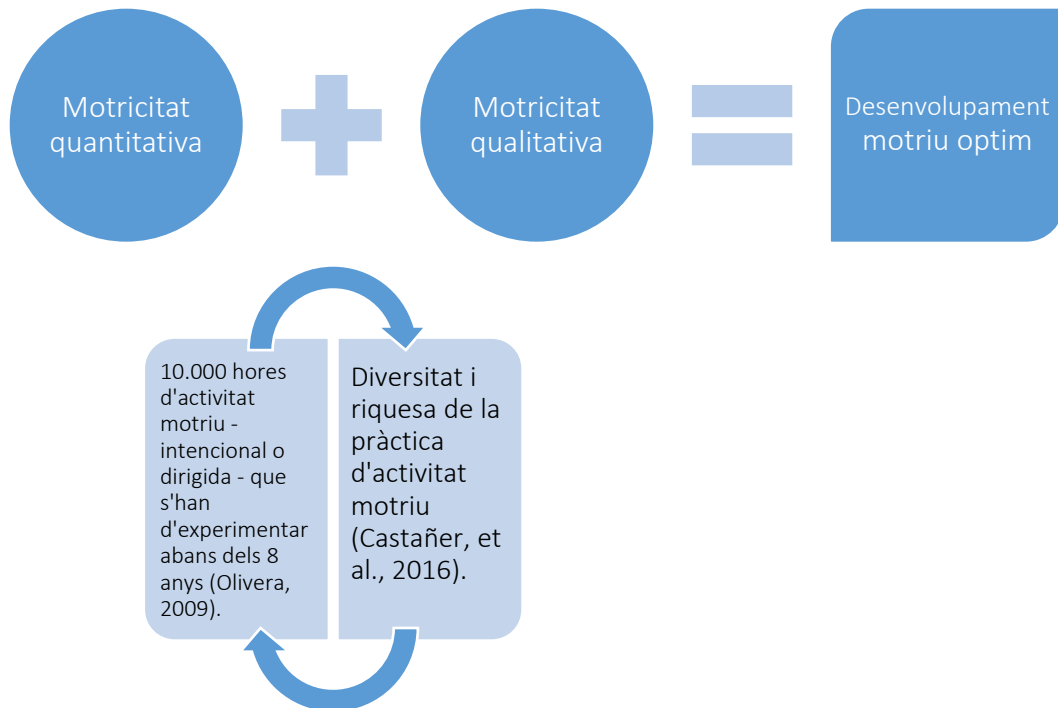 Motricitat
quantitativa
Motricitat
qualitativa
Desenvolupament
motriu optim
10.000 hores
d'activitat
motriu -
intencional o
dirigida - que
s'han
d'experimentar
abans dels 8
anys (Olivera,
2009).
Diversitat i
riquesa de la
pràctica
d'activitat
motriu
(Castañer, et
al., 2016).